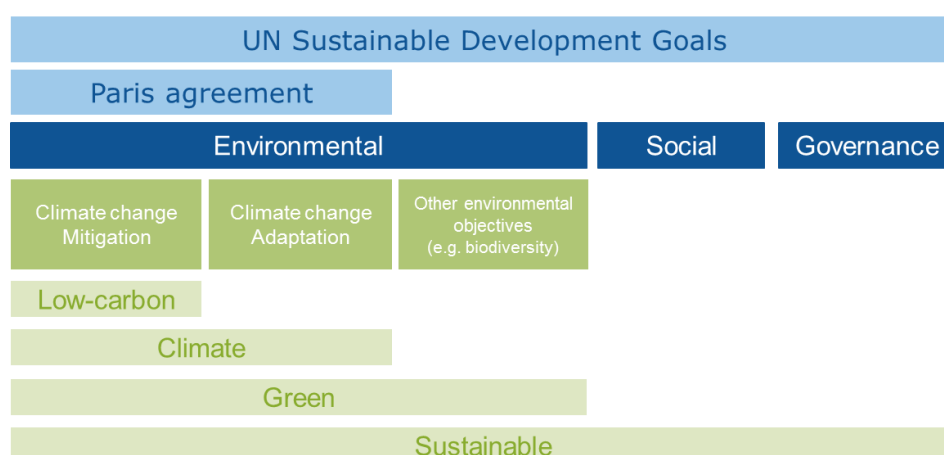 UN Sustainable Development Goals
Paris agreement
Environmental
Social
Governance
Climate change
Mitigation
Climate change
Adaptation
Other environmental
objectives
(e.g. biodiversity)
Low-carbon
Climate
Green
Sustainable